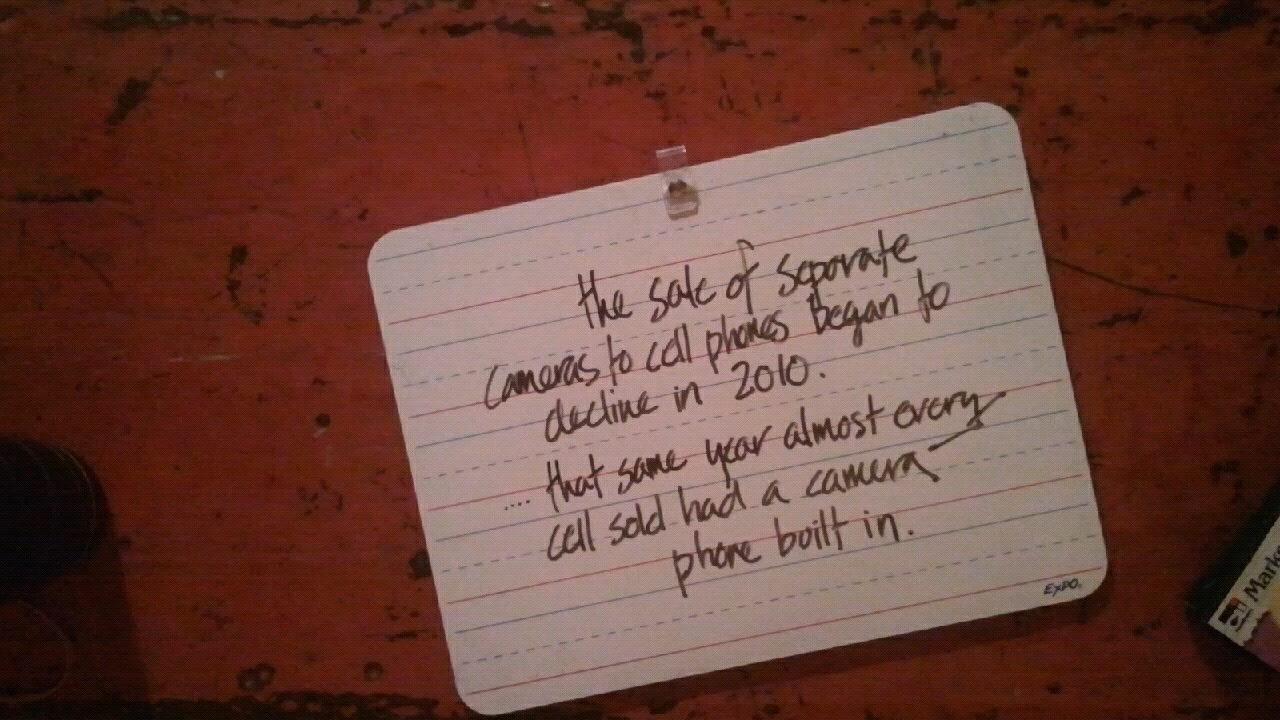 the sale of separate
cameras to cell phones began to
decline in 2010.
.... that same year almost every
cell sold had a camera
phone built in.
EXPO.
Mark